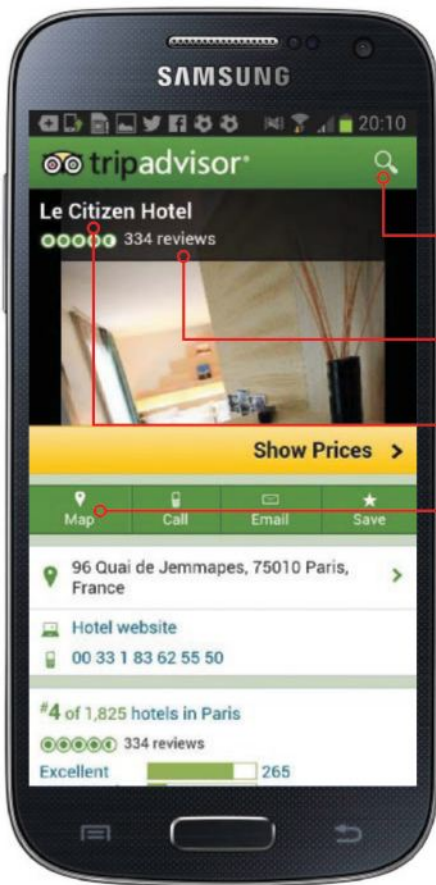 SAMSUNG
20:10
tripadvisor®
Le Citizen Hotel
334 reviews
Show Prices >
Map Call Email Save
96 Quai de Jemmapes, 75010 Paris,
France
Hotel website
00 33 1 83 62 55 50
#4 of 1,825 hotels in Paris
334 reviews
Excellent 265